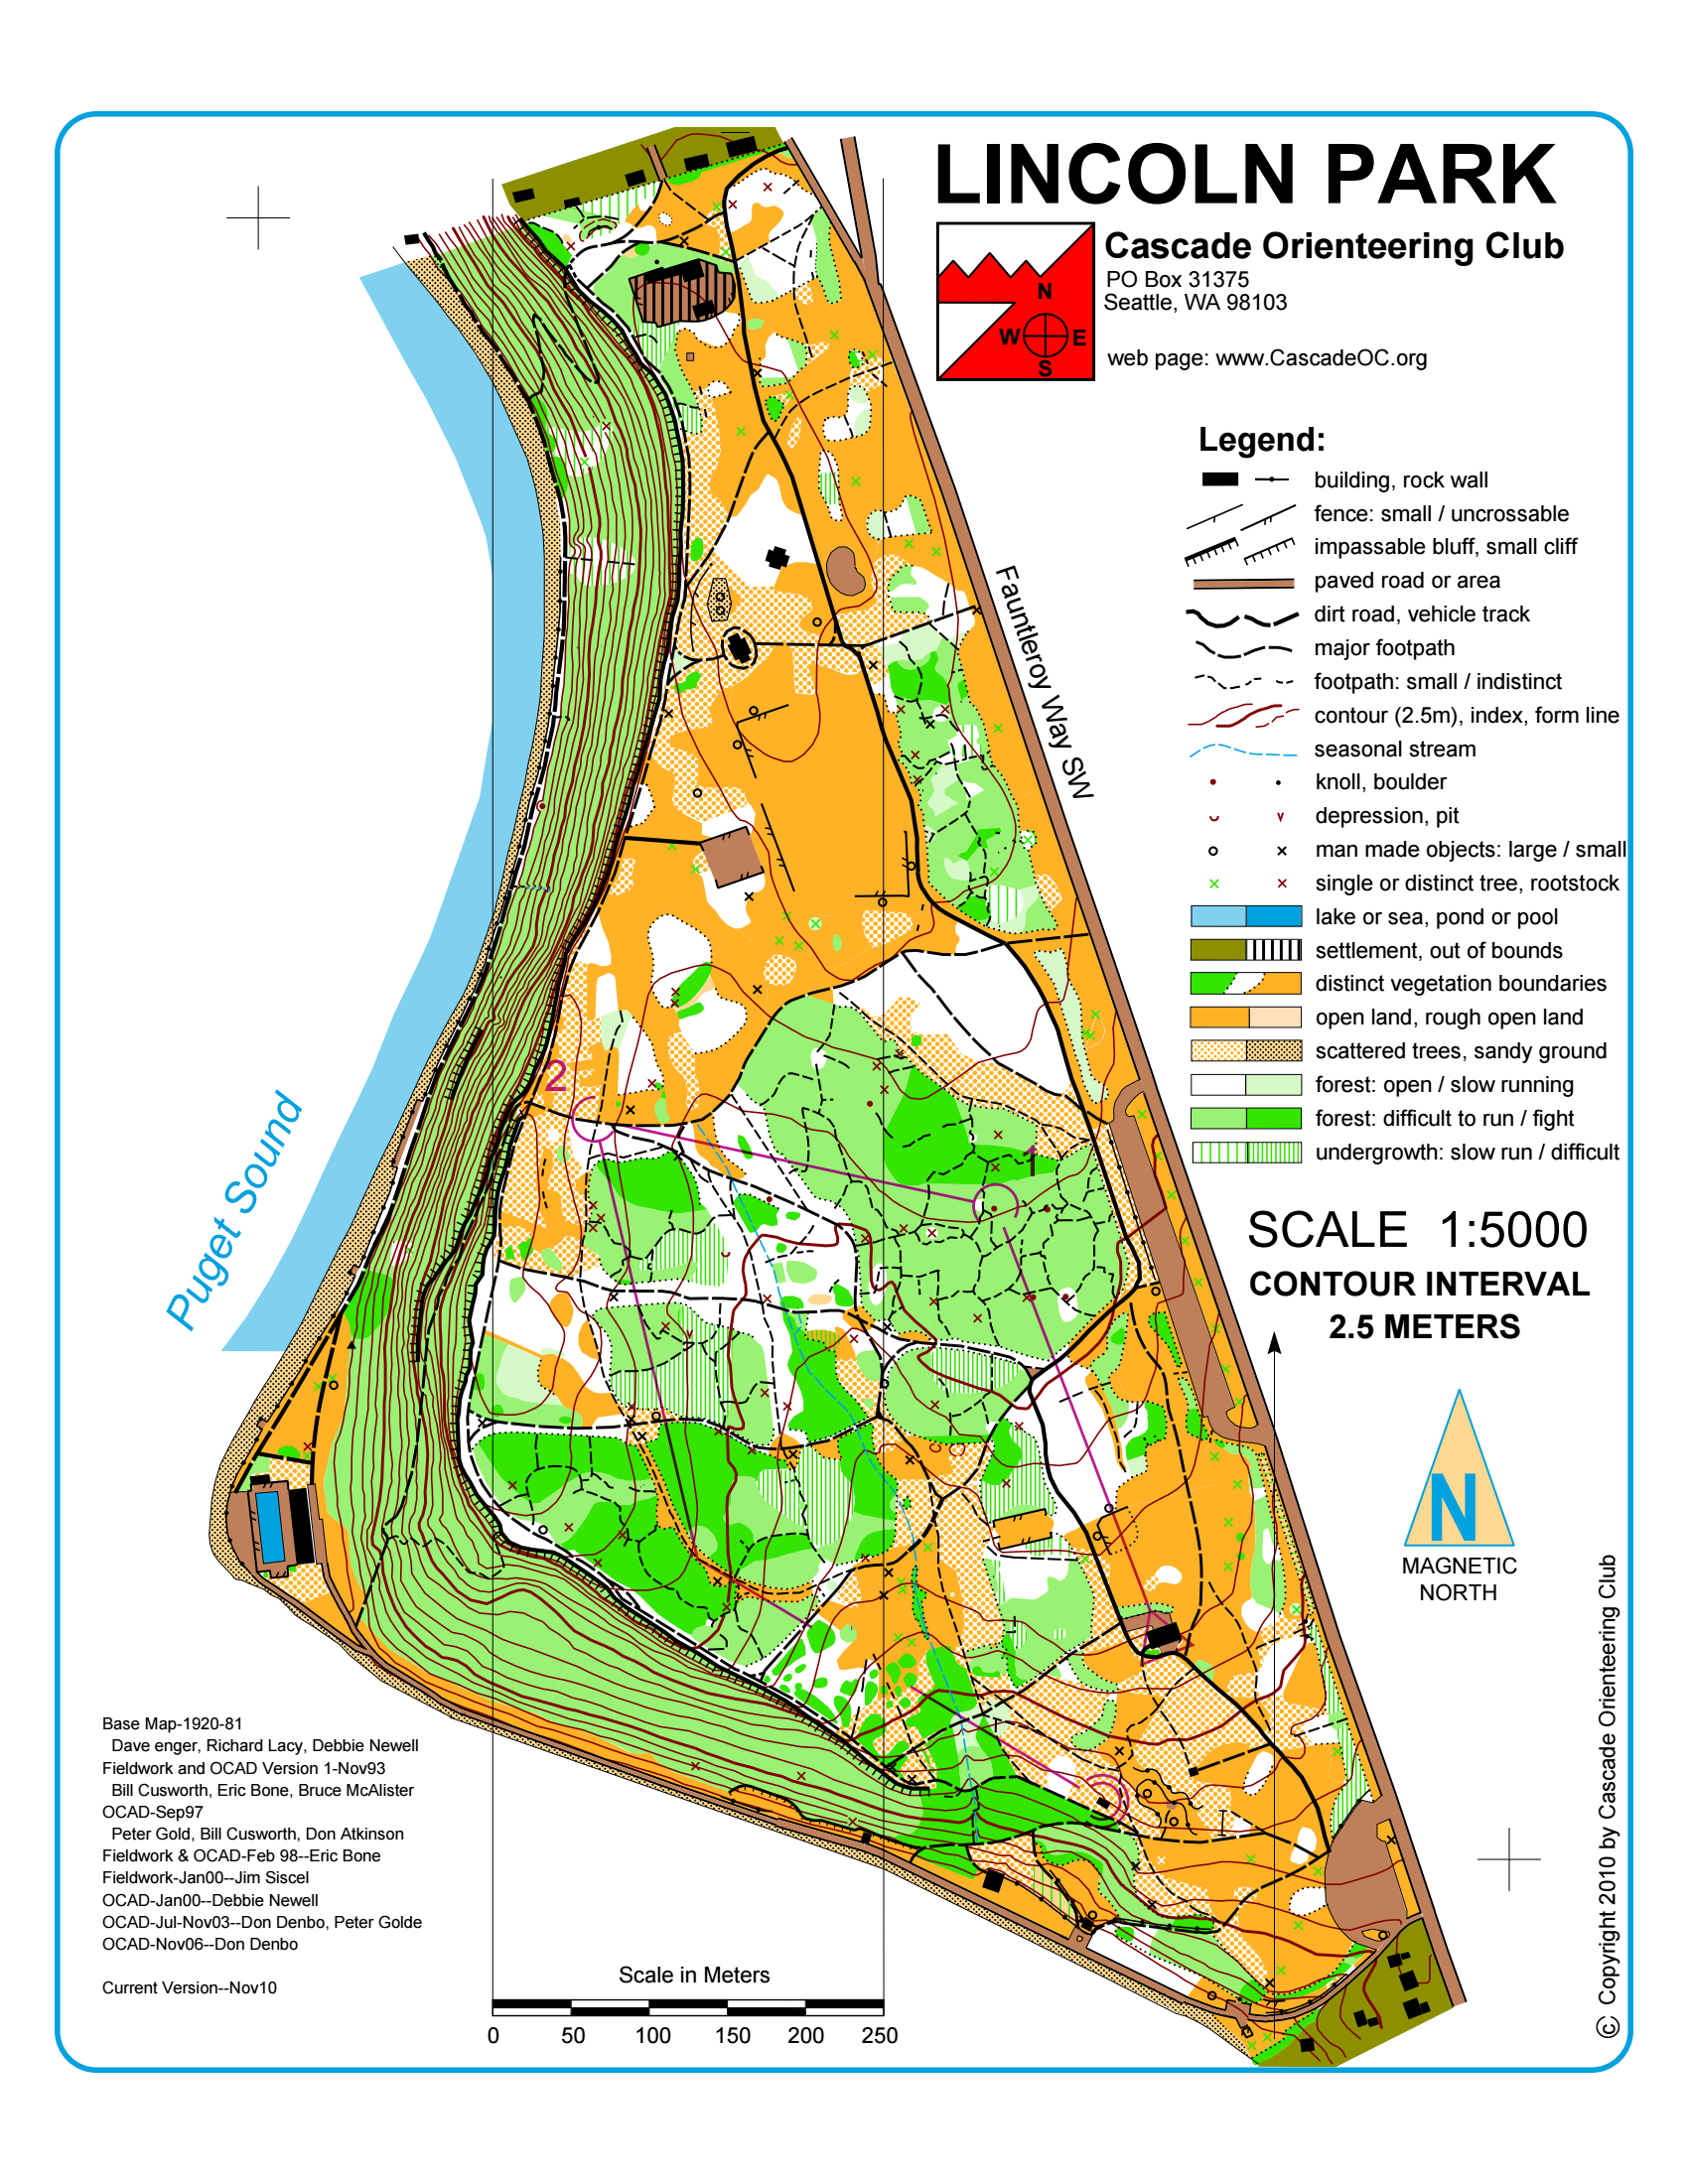 LINCOLN PARK
Cascade Orienteering Club
PO Box 31375
Seattle, WA 98103
N
W E
S
web page: www.CascadeOC.org
Legend:
building, rock wall
fence: small / uncrossable
impassable bluff, small cliff
paved road or area
dirt road, vehicle track
major footpath
footpath: small / indistinct
contour (2.5m), index, form line
seasonal stream
knoll, boulder
depression, pit
man made objects: large / small
single or distinct tree, rootstock
lake or sea, pond or pool
settlement, out of bounds
distinct vegetation boundaries
open land, rough open land
scattered trees, sandy ground
forest: open / slow running
forest: difficult to run / fight
undergrowth: slow run / difficult
Fauntleroy Way SW
Puget Sound
2
1
SCALE 1:5000
CONTOUR INTERVAL
2.5 METERS
N
MAGNETIC
NORTH
Base Map-1920-81
Dave enger, Richard Lacy, Debbie Newell
Fieldwork and OCAD Version 1-Nov93
Bill Cusworth, Eric Bone, Bruce McAlister
OCAD-Sep97
Peter Gold, Bill Cusworth, Don Atkinson
Fieldwork & OCAD-Feb 98--Eric Bone
Fieldwork-Jan00--Jim Siscel
OCAD-Jan00--Debbie Newell
OCAD-Jul-Nov03--Don Denbo, Peter Golde
OCAD-Nov06--Don Denbo
Current Version--Nov10
Scale in Meters
0 50 100 150 200 250
© Copyright 2010 by Cascade Orienteering Club